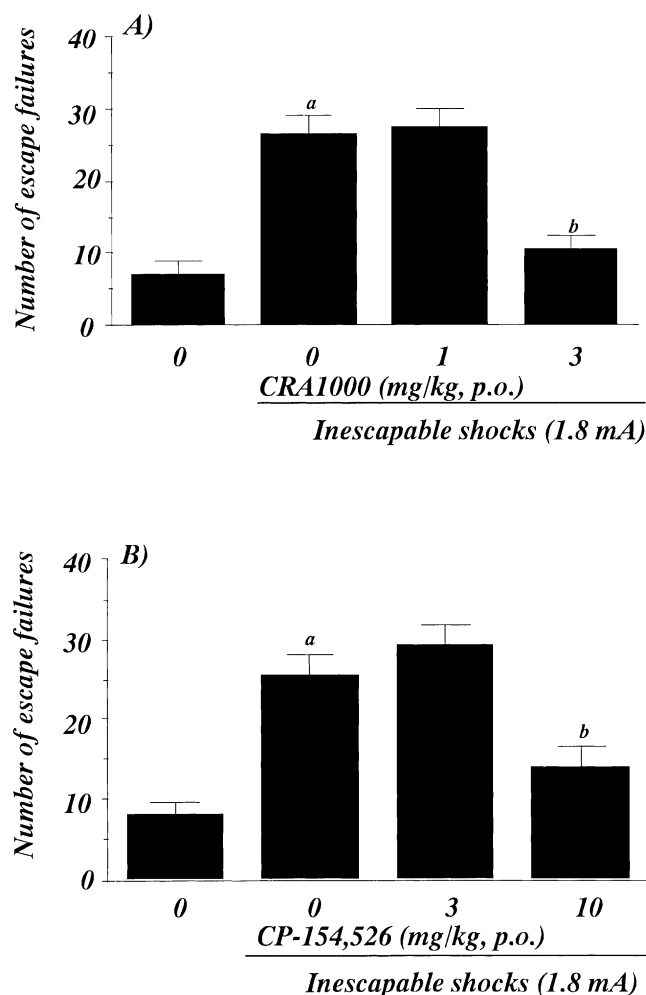 A)
Number of escape failures
40
30
20
10
0
a
b
0 0 1 3
CRA1000 (mg/kg, p.o.)
Inescapable shocks (1.8 mA)
B)
Number of escape failures
40
30
20
10
0
a
b
0 0 3 10
CP-154,526 (mg/kg, p.o.)
Inescapable shocks (1.8 mA)